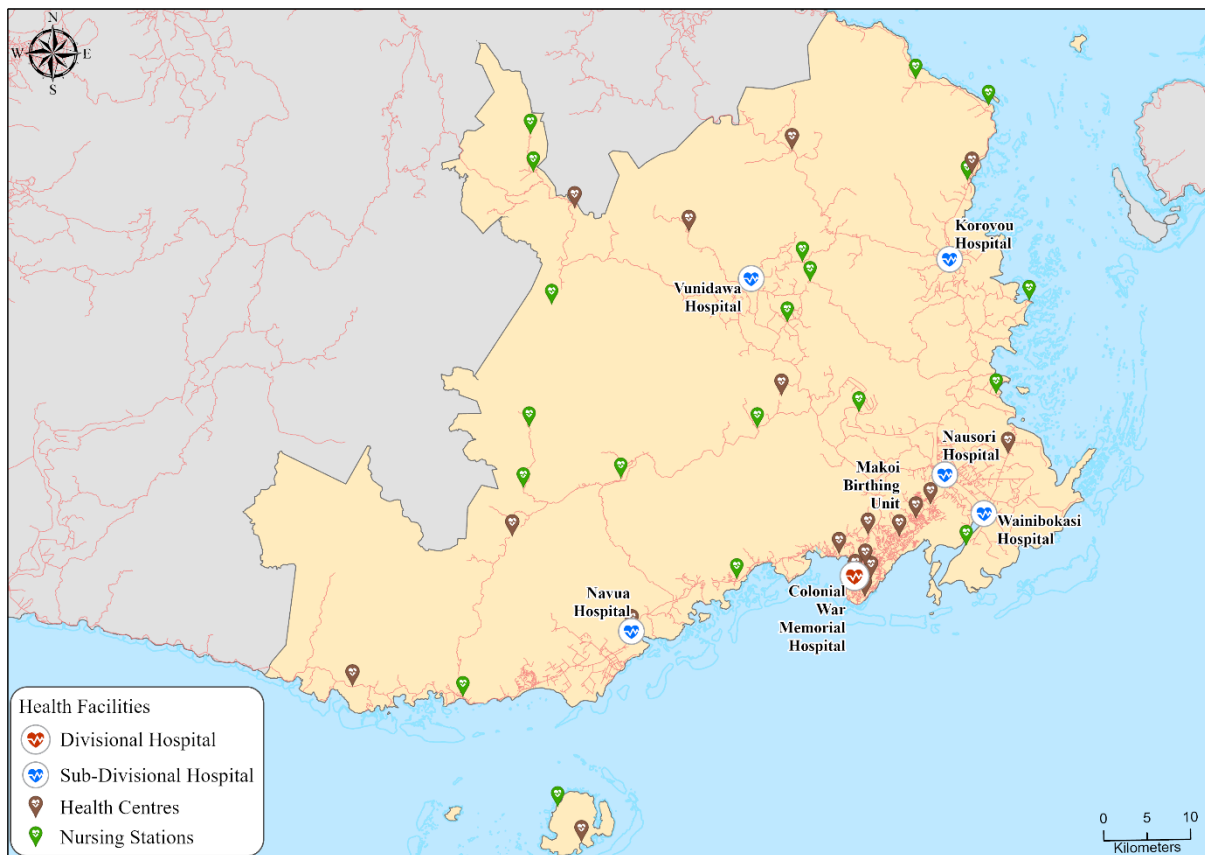 N
W
E
S
Korovou
Hospital
Vunidawa
Hospital
Nausori
Hospital
Makoi
Birthing
Unit
Wainibokasi
Hospital
Navua
Hospital
Colonial
War
Memorial
Hospital
Health Facilities
Divisional Hospital
Sub-Divisional Hospital
Health Centres
Nursing Stations
0 5 10
Kilometers